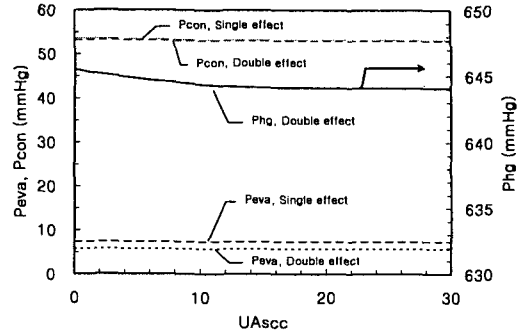 60
50
40
30
20
10
0
Peva, Pcon (mmHg)
Pcon, Single effect
Pcon, Double effect
Phg, Double effect
Peva, Single effect
Peva, Double effect
650
645
640
635
630
Phg (mmHg)
0
10
20
30
UAscc